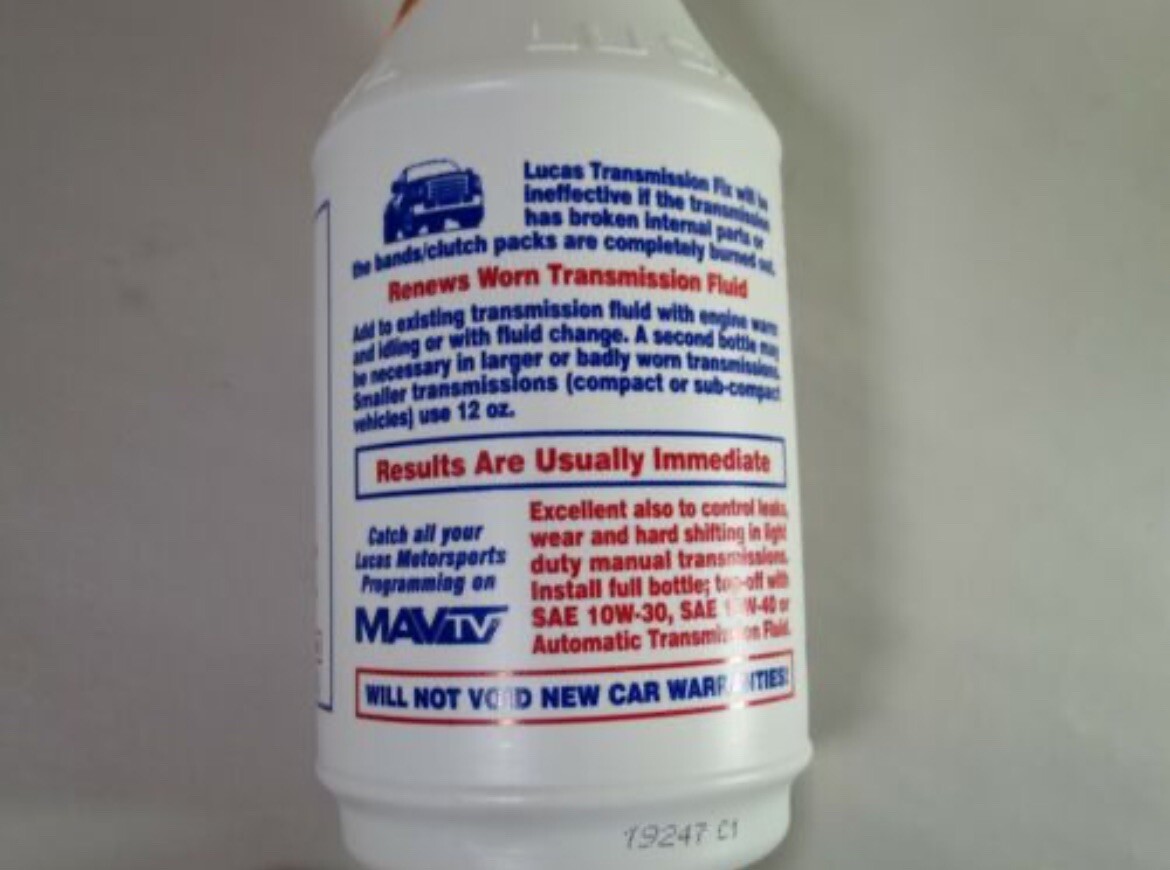 Lucas Transmission Fix will be
ineffective if the transmission
has broken internal parts or
the bands/clutch packs are completely burned out.
Renews Worn Transmission Fluid
Add to existing transmission fluid with engine warm
and idling or with fluid change. A second bottle may
be necessary in larger or badly worn transmissions.
Smaller transmissions (compact or sub-compact
vehicles) use 12 oz.
Results Are Usually Immediate
Catch all your
Lucas Motorsports
Programming on
MAVTV
Excellent also to control leaks,
wear and hard shifting in light
duty manual transmissions.
Install full bottle; top-off with
SAE 10W-30, SAE W-40 or
Automatic Transmission Fluid.
WILL NOT VOID NEW CAR WARRANTIES!
19247 C1